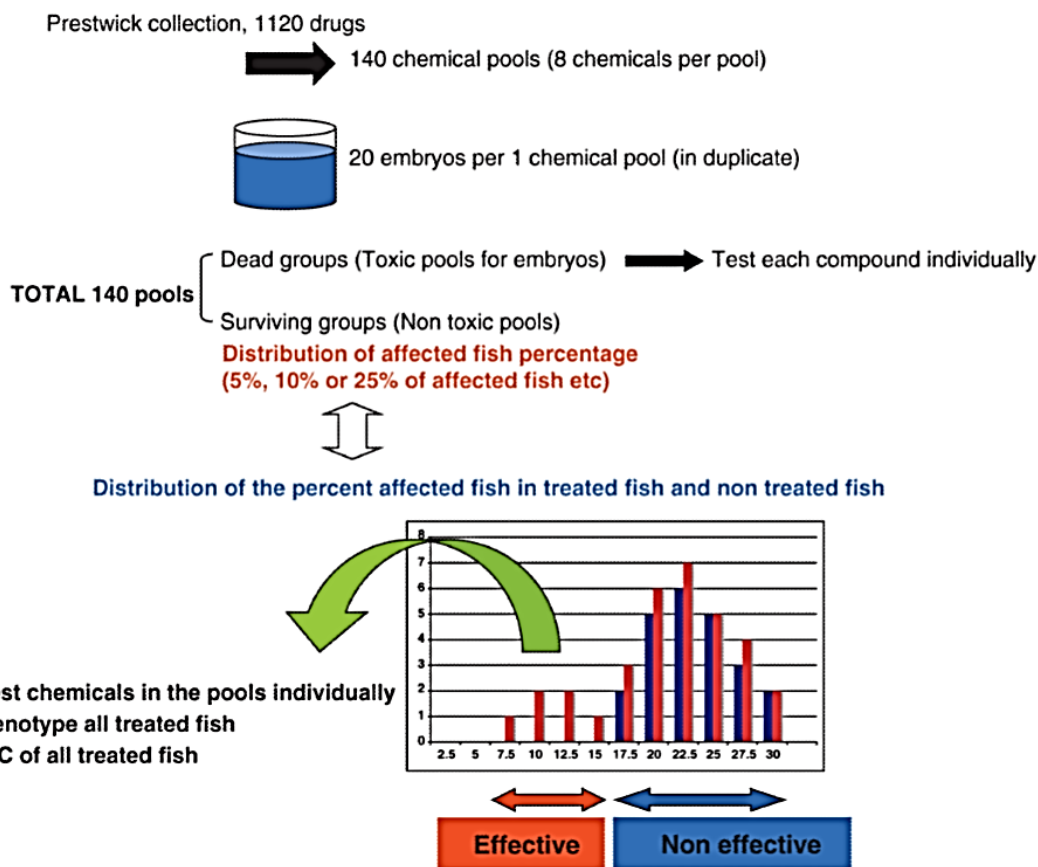 Prestwick collection, 1120 drugs
140 chemical pools (8 chemicals per pool)
20 embryos per 1 chemical pool (in duplicate)
Dead groups (Toxic pools for embryos)
Test each compound individually
TOTAL 140 pools
Surviving groups (Non toxic pools)
Distribution of affected fish percentage
(5%, 10% or 25% of affected fish etc)
Distribution of the percent affected fish in treated fish and non treated fish
8
7
6
5
4
3
2
1
0
2.5 5 7.5 10 12.5 15 17.5 20 22.5 25 27.5 30
est chemicals in the pools individually
enotype all treated fish
C of all treated fish
Effective
Non effective